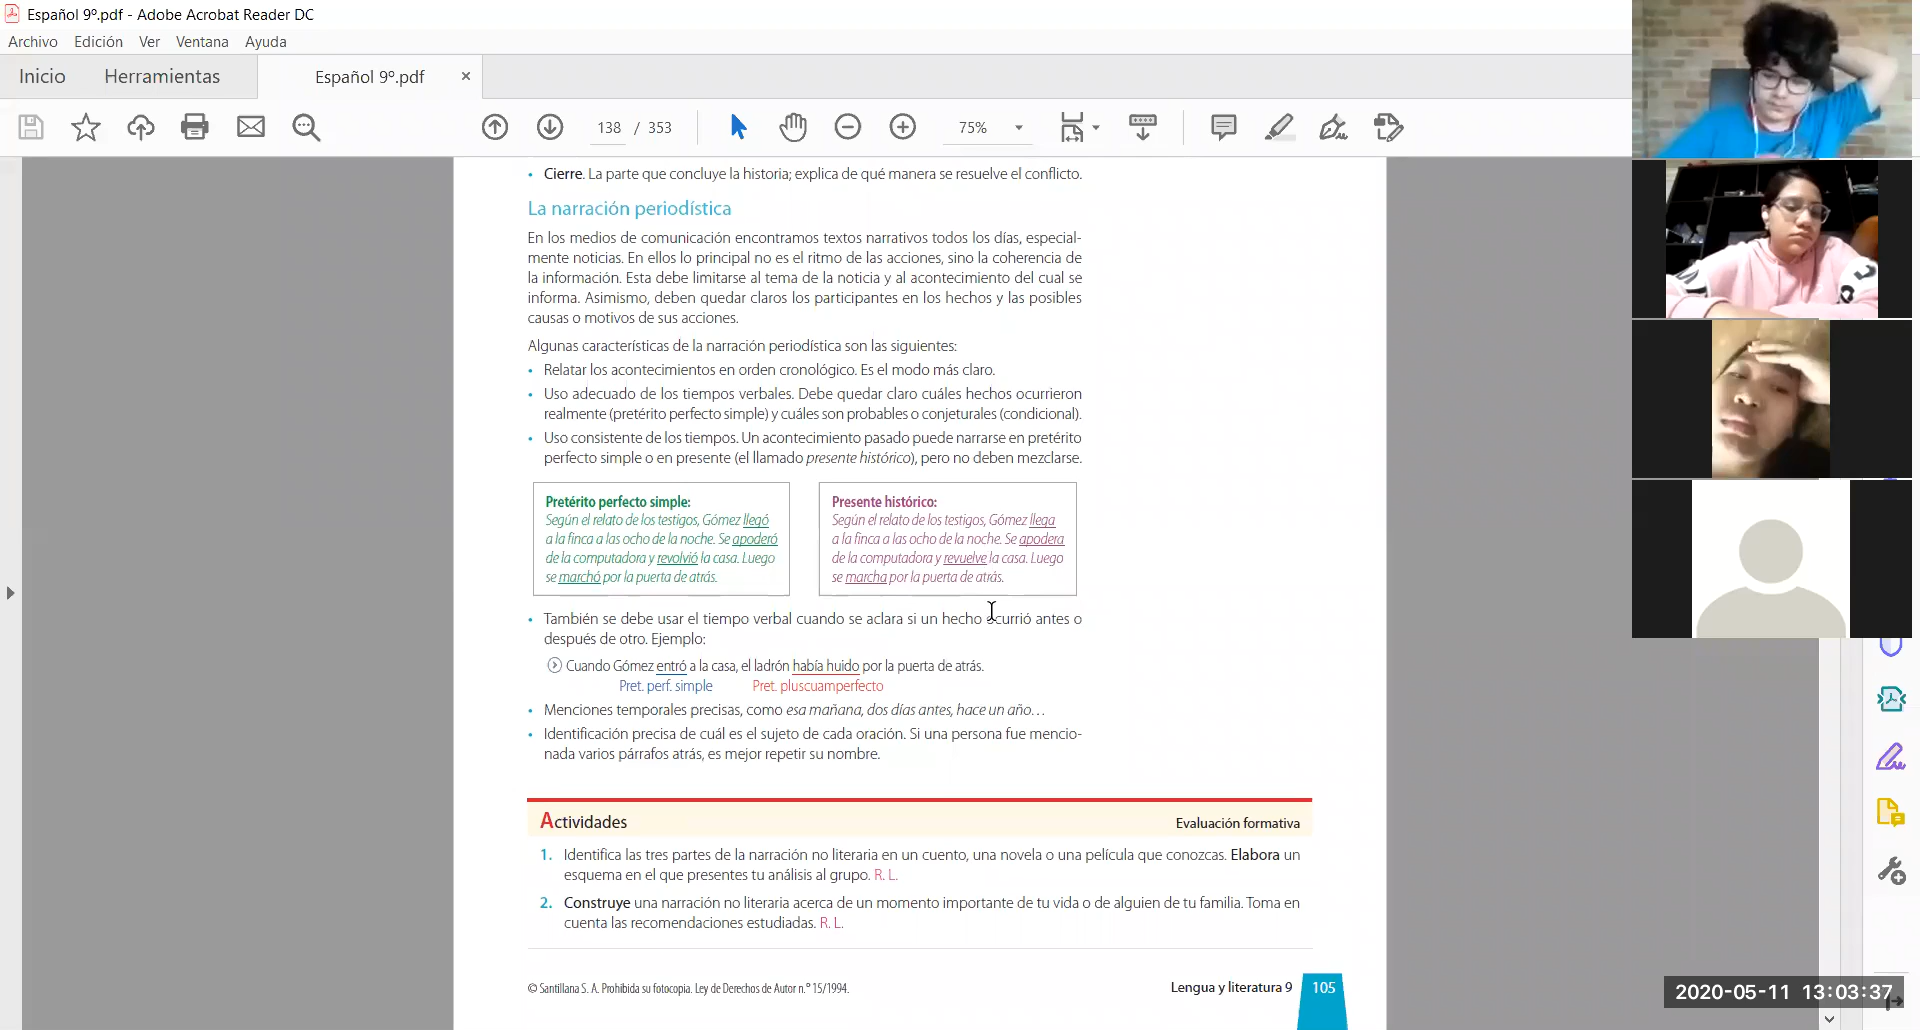 Español 9º.pdf - Adobe Acrobat Reader DC
Archivo Edición Ver Ventana Ayuda
Inicio Herramientas Español 9º.pdf ×
138 / 353 75%
• Cierre. La parte que concluye la historia; explica de qué manera se resuelve el conflicto.
La narración periodística
En los medios de comunicación encontramos textos narrativos todos los días, especial-
mente noticias. En ellos lo principal no es el ritmo de las acciones, sino la coherencia de
la información. Esta debe limitarse al tema de la noticia y al acontecimiento del cual se
informa. Asimismo, deben quedar claros los participantes en los hechos y las posibles
causas o motivos de sus acciones.
Algunas características de la narración periodística son las siguientes:
• Relatar los acontecimientos en orden cronológico. Es el modo más claro.
• Uso adecuado de los tiempos verbales. Debe quedar claro cuáles hechos ocurrieron
realmente (pretérito perfecto simple) y cuáles son probables o conjeturales (condicional).
• Uso consistente de los tiempos. Un acontecimiento pasado puede narrarse en pretérito
perfecto simple o en presente (el llamado presente histórico), pero no deben mezclarse.
Pretérito perfecto simple:
Según el relato de los testigos, Gómez llegó
a la finca a las ocho de la noche. Se apoderó
de la computadora y revolvió la casa. Luego
se marchó por la puerta de atrás.
Presente histórico:
Según el relato de los testigos, Gómez llega
a la finca a las ocho de la noche. Se apodera
de la computadora y revuelve la casa. Luego
se marcha por la puerta de atrás.
• También se debe usar el tiempo verbal cuando se aclara si un hecho ocurrió antes o
después de otro. Ejemplo:
Cuando Gómez entró a la casa, el ladrón había huido por la puerta de atrás.
Pret. perf. simple Pret. pluscuamperfecto
• Menciones temporales precisas, como esa mañana, dos días antes, hace un año…
• Identificación precisa de cuál es el sujeto de cada oración. Si una persona fue mencio-
nada varios párrafos atrás, es mejor repetir su nombre.
Actividades Evaluación formativa
1. Identifica las tres partes de la narración no literaria en un cuento, una novela o una película que conozcas. Elabora un
esquema en el que presentes tu análisis al grupo. R. L.
2. Construye una narración no literaria acerca de un momento importante de tu vida o de alguien de tu familia. Toma en
cuenta las recomendaciones estudiadas. R. L.
© Santillana S. A. Prohibida su fotocopia. Ley de Derechos de Autor n.º 15/1994. Lengua y literatura 9 105
2020-05-11 13:03:37